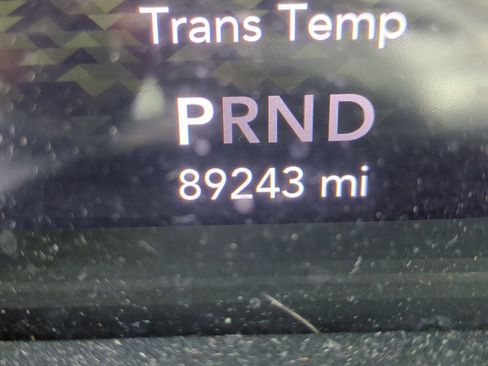 Trans Temp
PRND
89243 mi